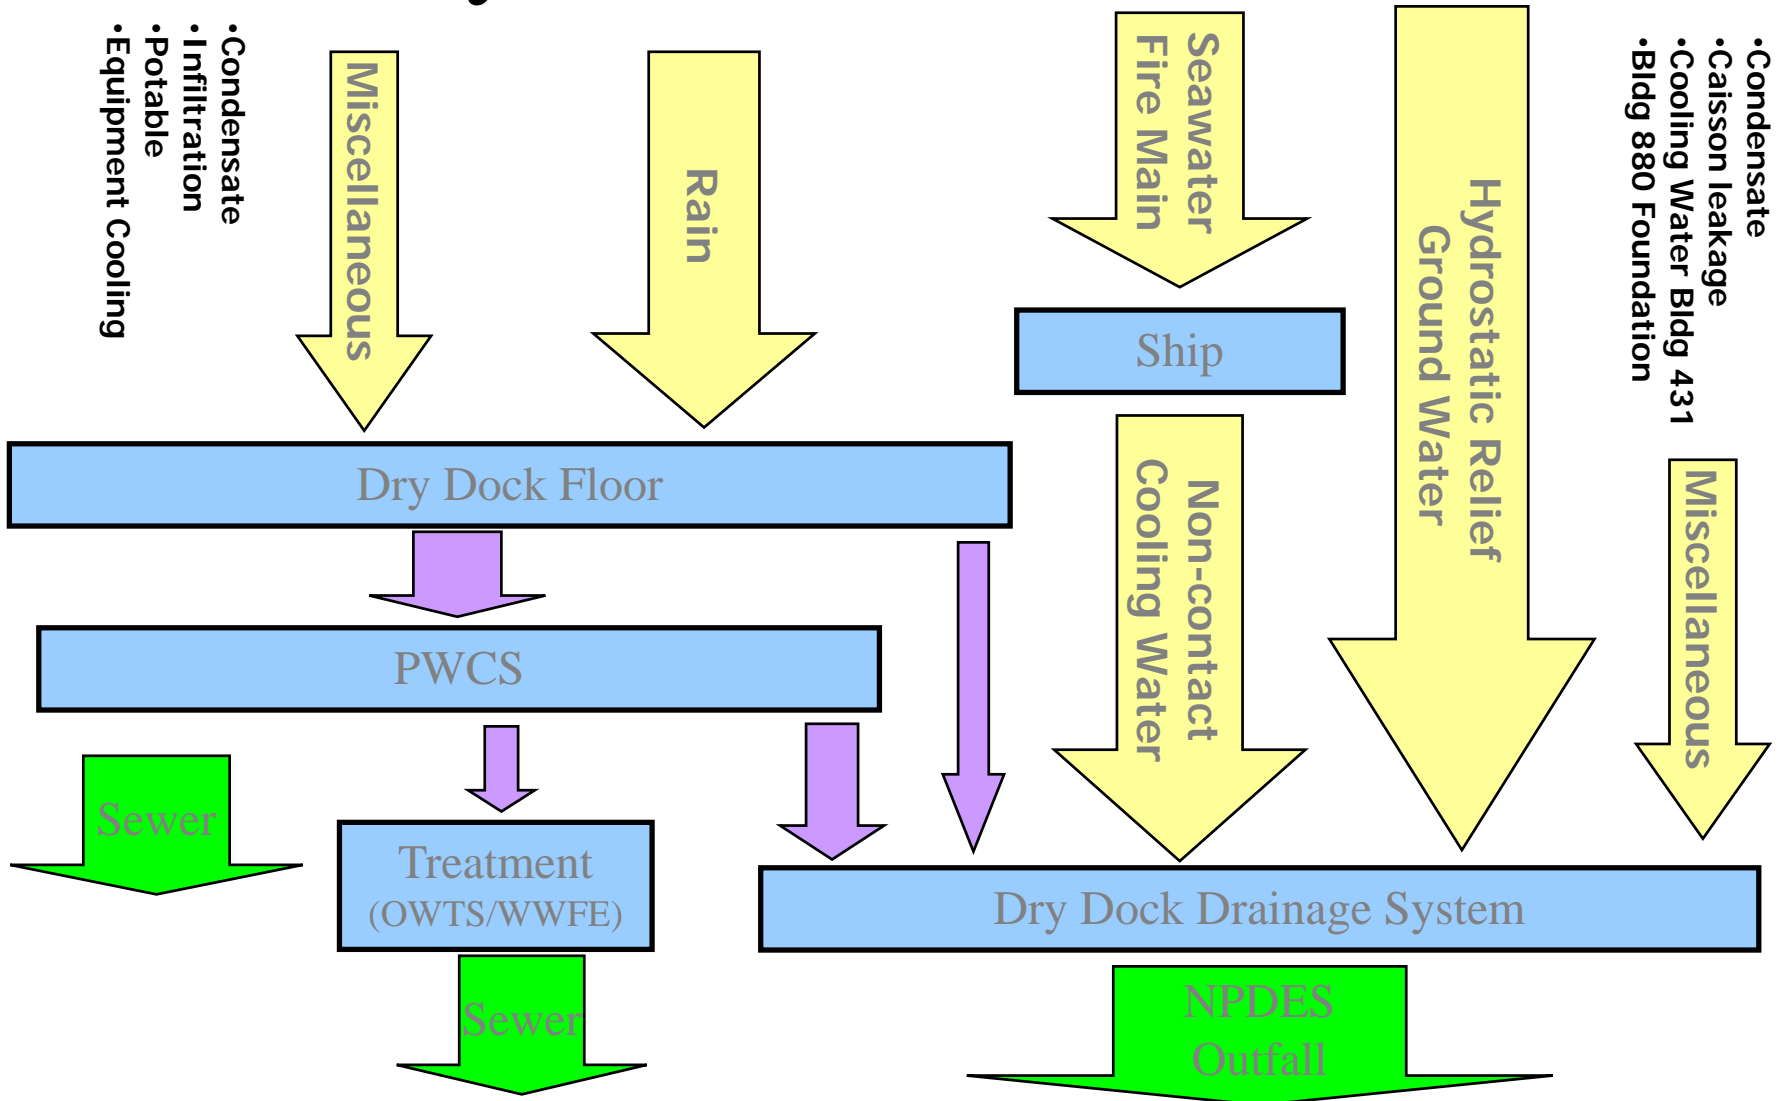 •Condensate
•Infiltration
•Potable
•Equipment Cooling
Miscellaneous
Rain
Seawater
Fire Main
Hydrostatic Relief
Ground Water
•Condensate
•Caisson leakage
•Cooling Water Bldg 431
•Bldg 880 Foundation
Ship
Dry Dock Floor
Non-contact
Cooling Water
Miscellaneous
PWCS
Sewer
Treatment
(OWTS/WWFE)
Dry Dock Drainage System
Sewer
NPDES
Outfall